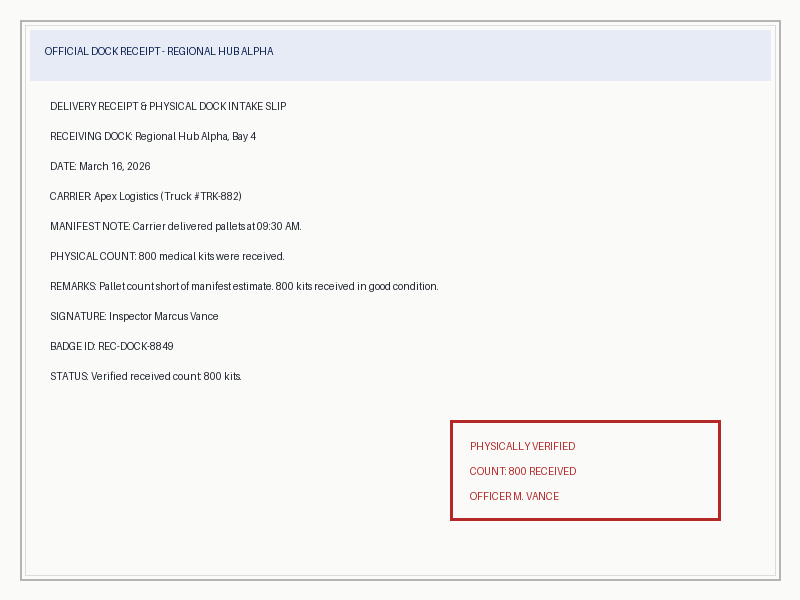 OFFICIAL DOCK RECEIPT - REGIONAL HUB ALPHA
DELIVERY RECEIPT & PHYSICAL DOCK INTAKE SLIP
RECEIVING DOCK: Regional Hub Alpha, Bay 4
DATE: March 16, 2026
CARRIER: Apex Logistics (Truck #TRK-882)
MANIFEST NOTE: Carrier delivered pallets at 09:30 AM.
PHYSICAL COUNT: 800 medical kits were received.
REMARKS: Pallet count short of manifest estimate. 800 kits received in good condition.
SIGNATURE: Inspector Marcus Vance
BADGE ID: REC-DOCK-8849
STATUS: Verified received count: 800 kits.
PHYSICALLY VERIFIED
COUNT: 800 RECEIVED
OFFICER M. VANCE